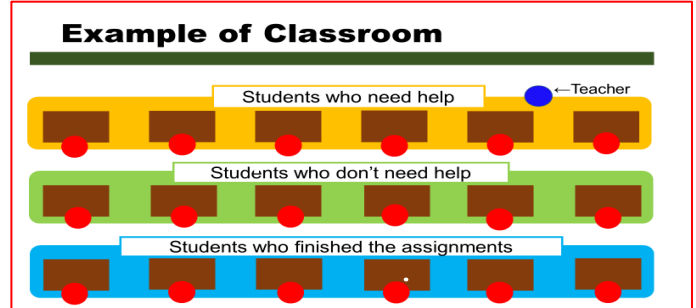 Example of Classroom
←Teacher
Students who need help
Students who don't need help
Students who finished the assignments